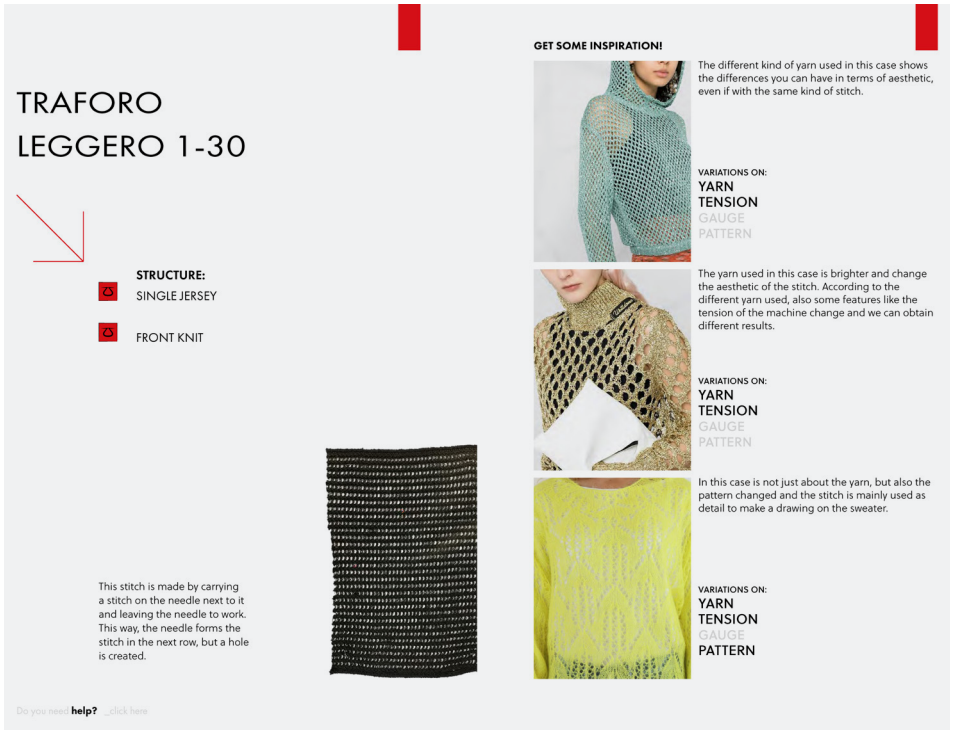 TRAFORO
LEGGERO 1-30
STRUCTURE:
SINGLE JERSEY
FRONT KNIT
This stitch is made by carrying
a stitch on the needle next to it
and leaving the needle to work.
This way, the needle forms the
stitch in the next row, but a hole
is created.
Do you need help? _click here
GET SOME INSPIRATION!
The different kind of yarn used in this case shows
the differences you can have in terms of aesthetic,
even if with the same kind of stitch.
VARIATIONS ON:
YARN
TENSION
GAUGE
PATTERN
The yarn used in this case is brighter and change
the aesthetic of the stitch. According to the
different yarn used, also some features like the
tension of the machine change and we can obtain
different results.
VARIATIONS ON:
YARN
TENSION
GAUGE
PATTERN
In this case is not just about the yarn, but also the
pattern changed and the stitch is mainly used as
detail to make a drawing on the sweater.
VARIATIONS ON:
YARN
TENSION
GAUGE
PATTERN